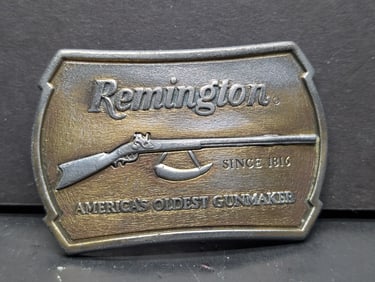 Remington®
SINCE 1816
AMERICA'S OLDEST GUNMAKER